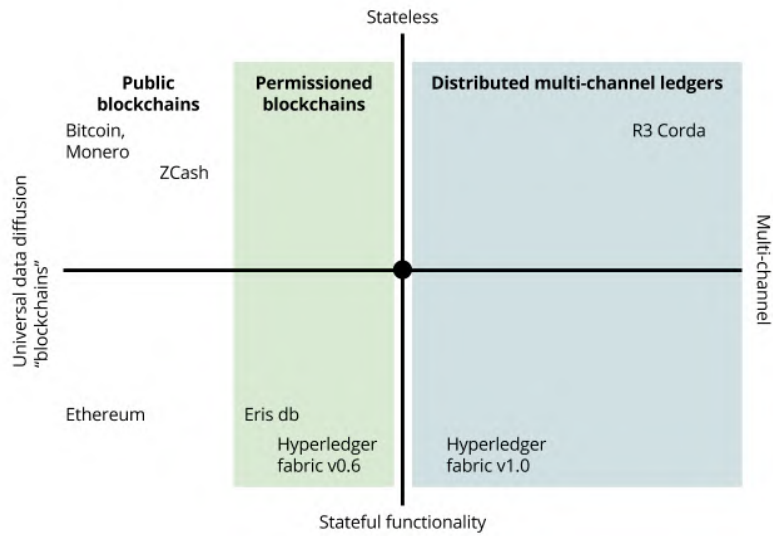 Stateless
Public
blockchains
Permissioned
blockchains
Distributed multi-channel ledgers
Bitcoin,
Monero
ZCash
R3 Corda
Universal data diffusion
“blockchains”
Multi-channel
Ethereum
Eris db
Hyperledger
fabric v0.6
Hyperledger
fabric v1.0
Stateful functionality